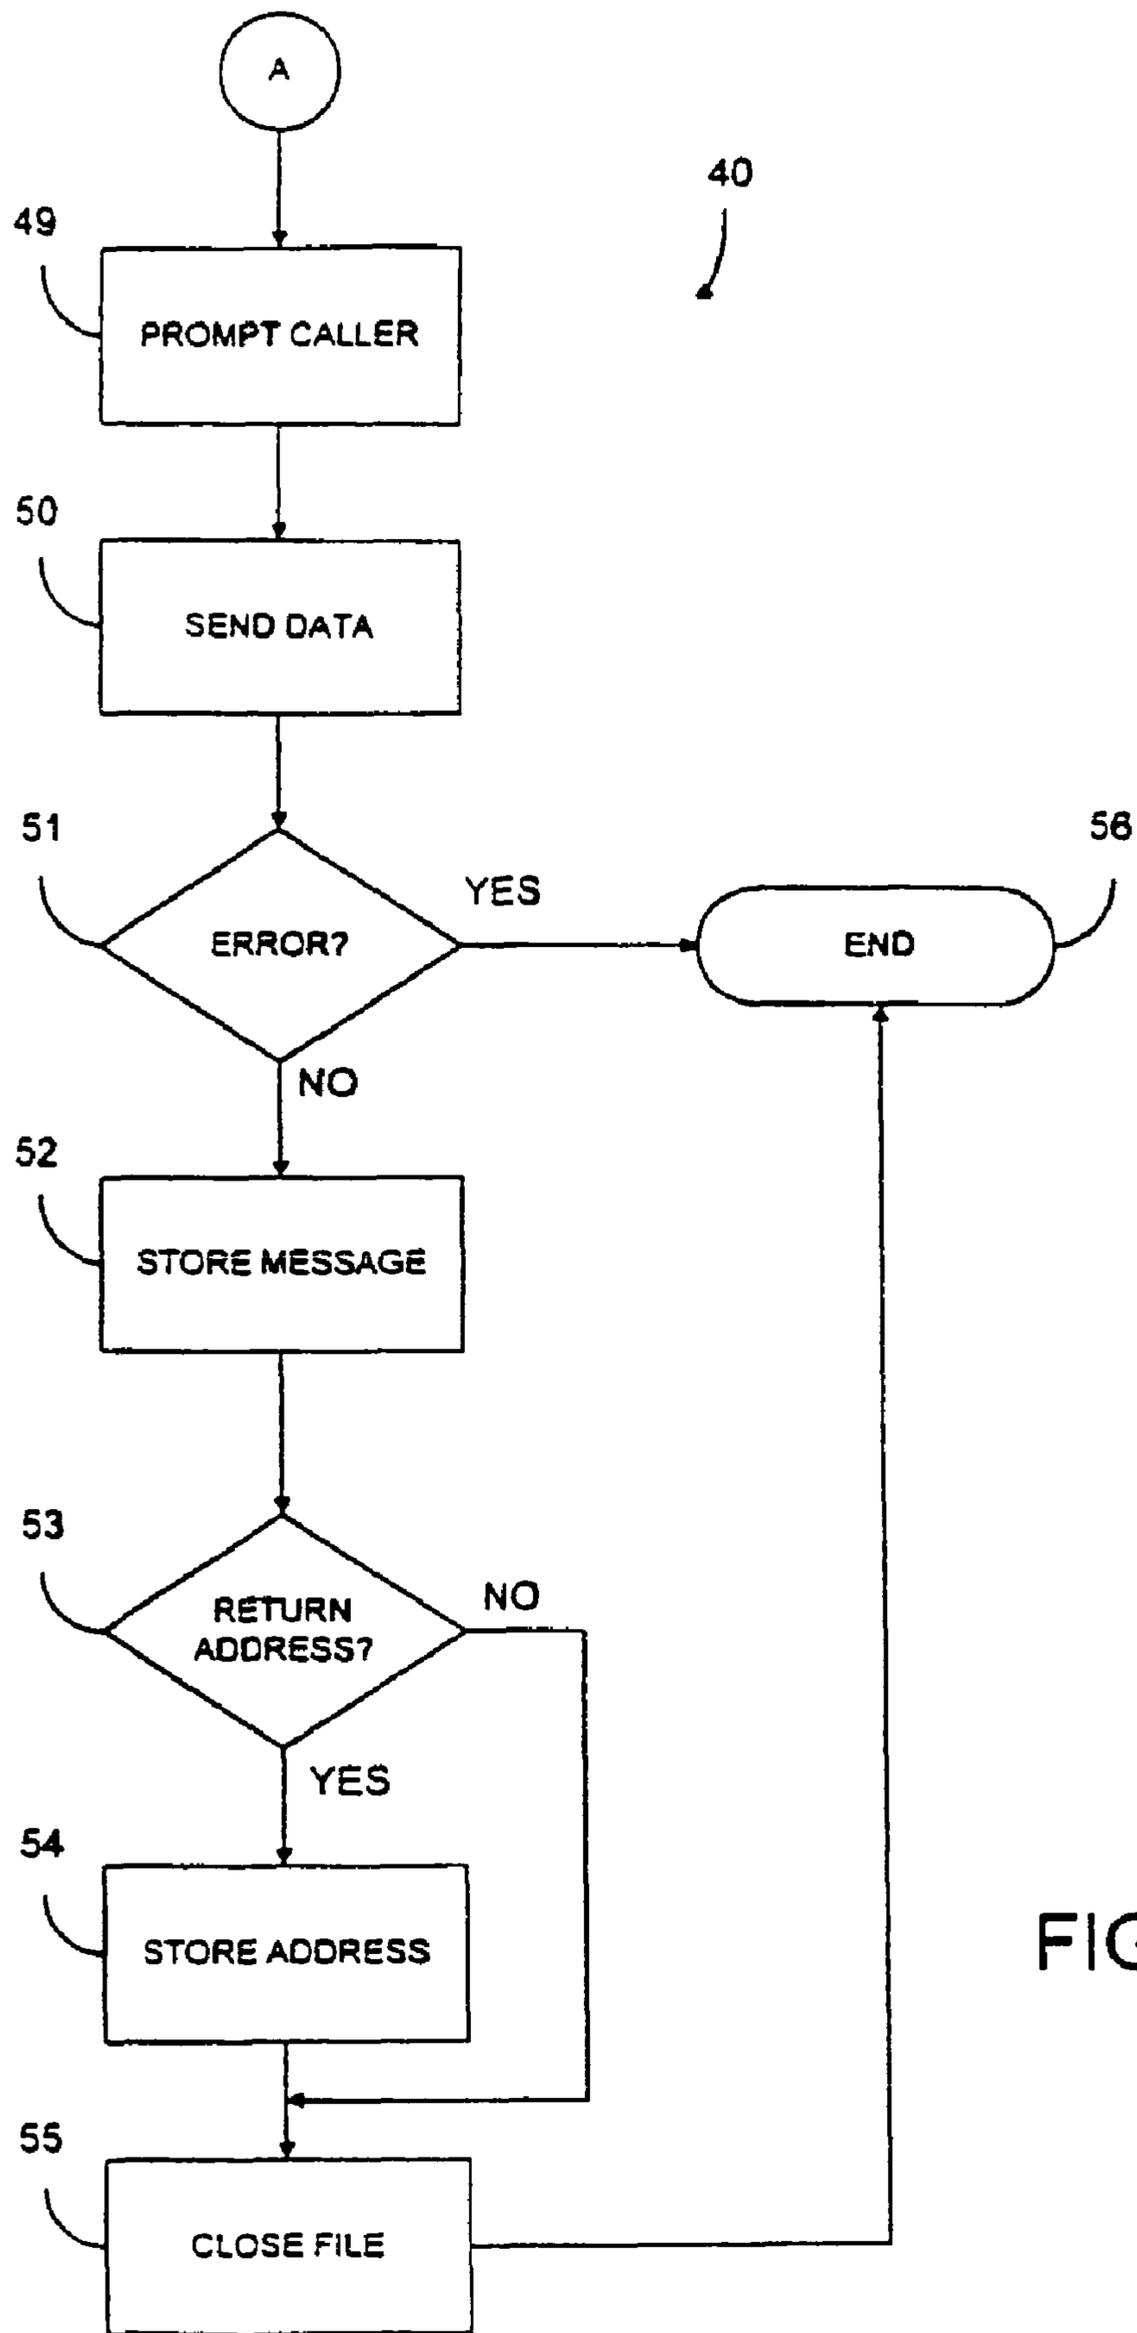 A
40
49
PROMPT CALLER
50
SEND DATA
51
ERROR?
YES
END
56
NO
52
STORE MESSAGE
53
RETURN
ADDRESS?
NO
YES
54
STORE ADDRESS
FIG
55
CLOSE FILE